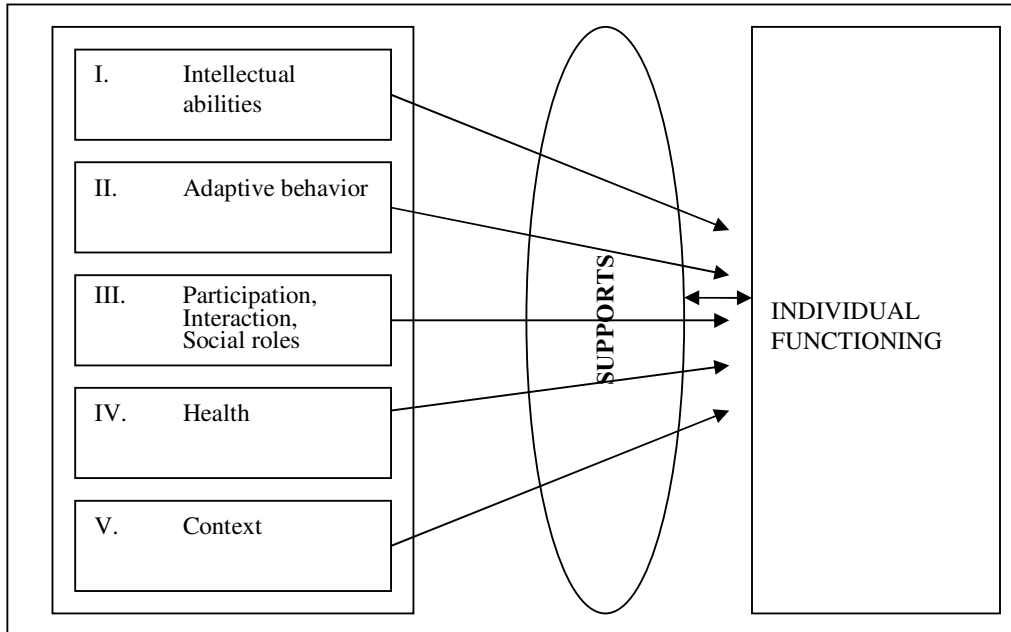 I. Intellectual
abilities
II. Adaptive behavior
III. Participation,
Interaction,
Social roles
IV. Health
V. Context
SUPPORTS
INDIVIDUAL
FUNCTIONING